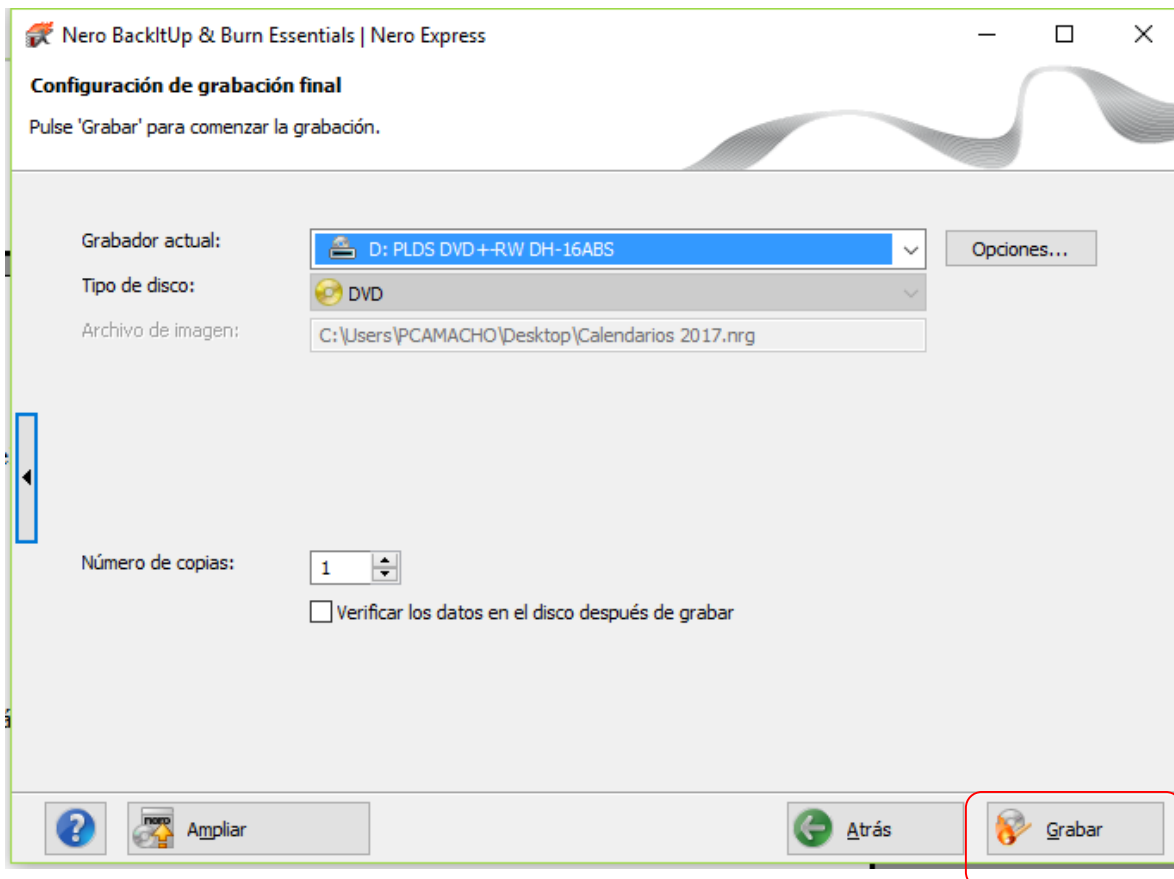 Nero BackItUp & Burn Essentials | Nero Express
Configuración de grabación final
Pulse 'Grabar' para comenzar la grabación.
Grabador actual: D: PLDS DVD+-RW DH-16ABS Opciones...
Tipo de disco: DVD
Archivo de imagen: C:\Users\PCAMACHO\Desktop\Calendarios 2017.nrg
Número de copias: 1
Verificar los datos en el disco después de grabar
? nero Ampliar Atrás Grabar